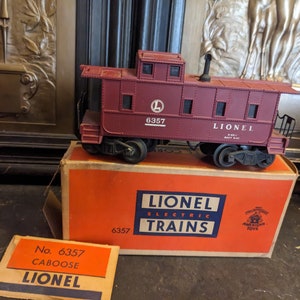 L
6357
LIONEL
LIONEL
ELECTRIC
TRAINS
6357
No. 6357
CABOOSE
LIONEL